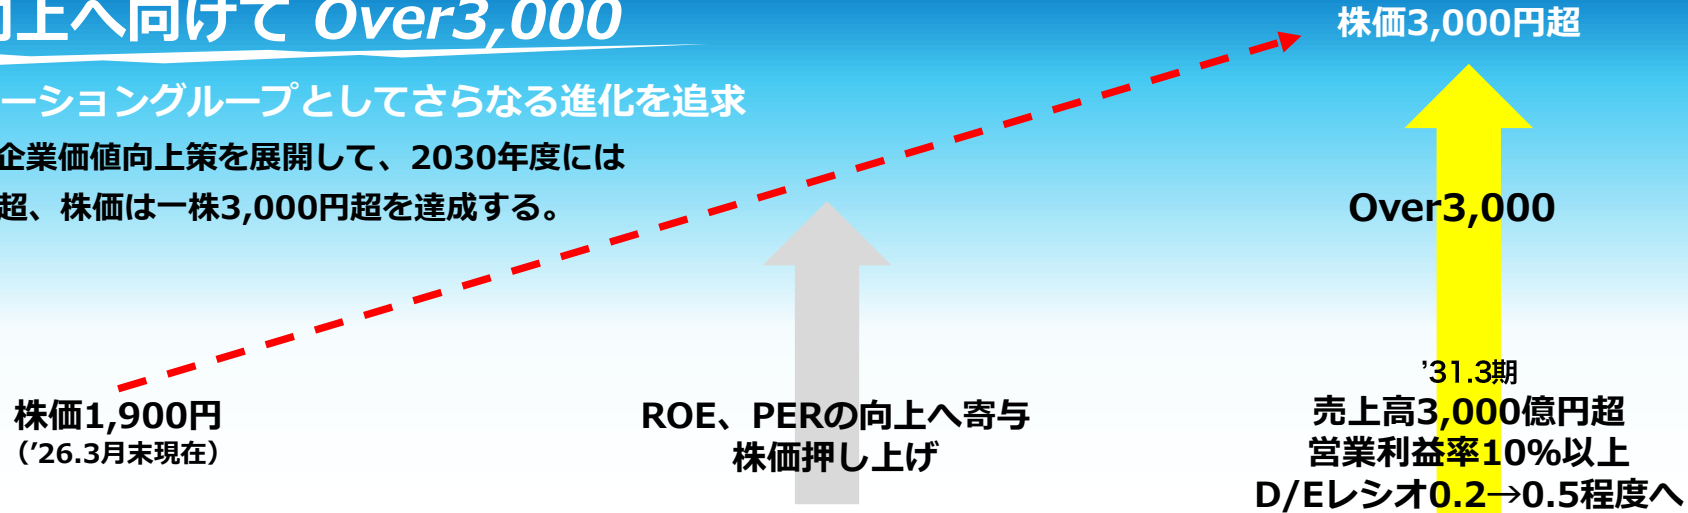 向上へ向けて Over3,000
ーショングループとしてさらなる進化を追求
企業価値向上策を展開して、2030年度には
超、株価は一株3,000円超を達成する。
株価3,000円超
Over3,000
株価1,900円
（’26.3月末現在）
ROE、PERの向上へ寄与
株価押し上げ
’31.3期
売上高3,000億円超
営業利益率10%以上
D/Eレシオ0.2→0.5程度へ